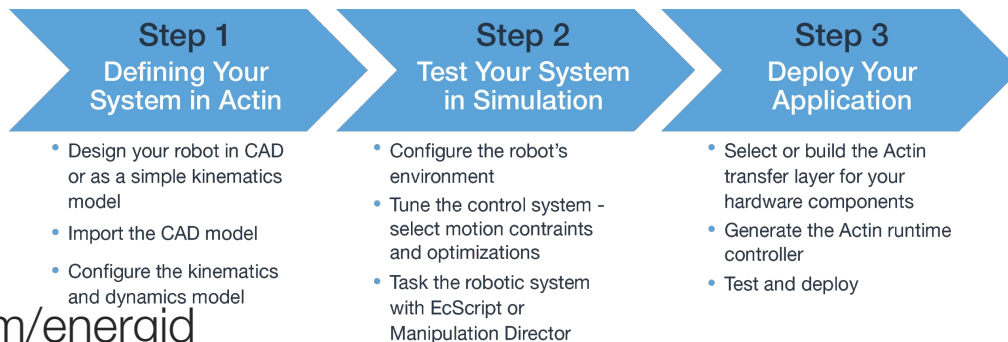 Step 1
Defining Your
System in Actin
• Design your robot in CAD
or as a simple kinematics
model
• Import the CAD model
• Configure the kinematics
and dynamics model
Step 2
Test Your System
in Simulation
• Configure the robot's
environment
• Tune the control system -
select motion contraints
and optimizations
• Task the robotic system
with EcScript or
Manipulation Director
Step 3
Deploy Your
Application
• Select or build the Actin
transfer layer for your
hardware components
• Generate the Actin runtime
controller
• Test and deploy
m/energid